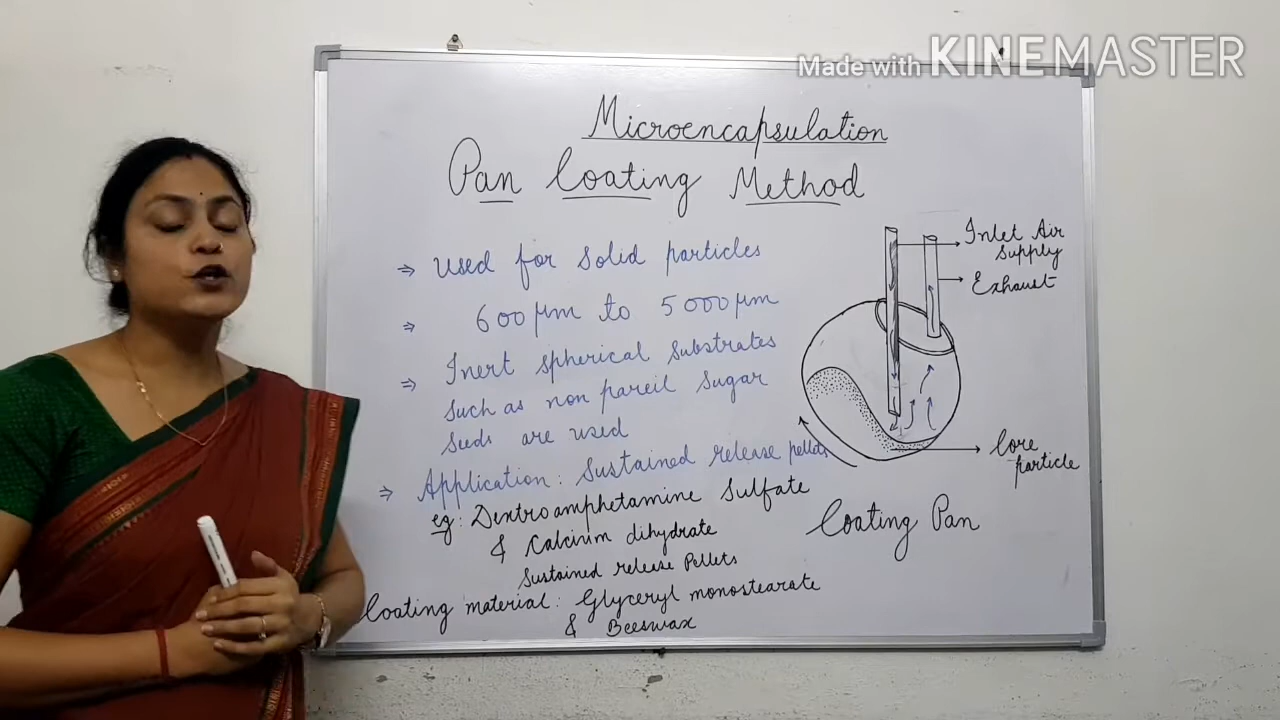 Made with KINEMASTER
Microencapsulation
Pan Coating Method
⇒ Used for Solid particles
⇒ 600 μm to 5000 μm
⇒ Inert spherical substrates
such as non pareil sugar
seeds are used
⇒ Application: Sustained release pellets
eg: Dextroamphetamine Sulfate
& Calcirim dihydrate
Sustained release Pellets
Coating material: Glyceryl monostearate
& Beeswax
Inlet Air
Supply
Exhaust
Core
particle
Coating Pan